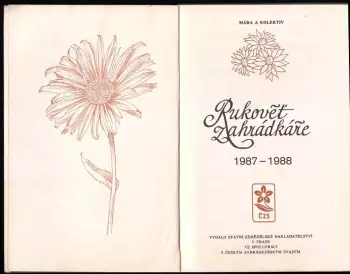 MÁRA A KOLEKTIV
Rukověť
zahrádkáře
1987–1988
ČZS
VYDALO STÁTNÍ ZEMĚDĚLSKÉ NAKLADATELSTVÍ
V PRAZE
VE SPOLUPRÁCI
S ČESKÝM ZAHRÁDKÁŘSKÝM SVAZEM